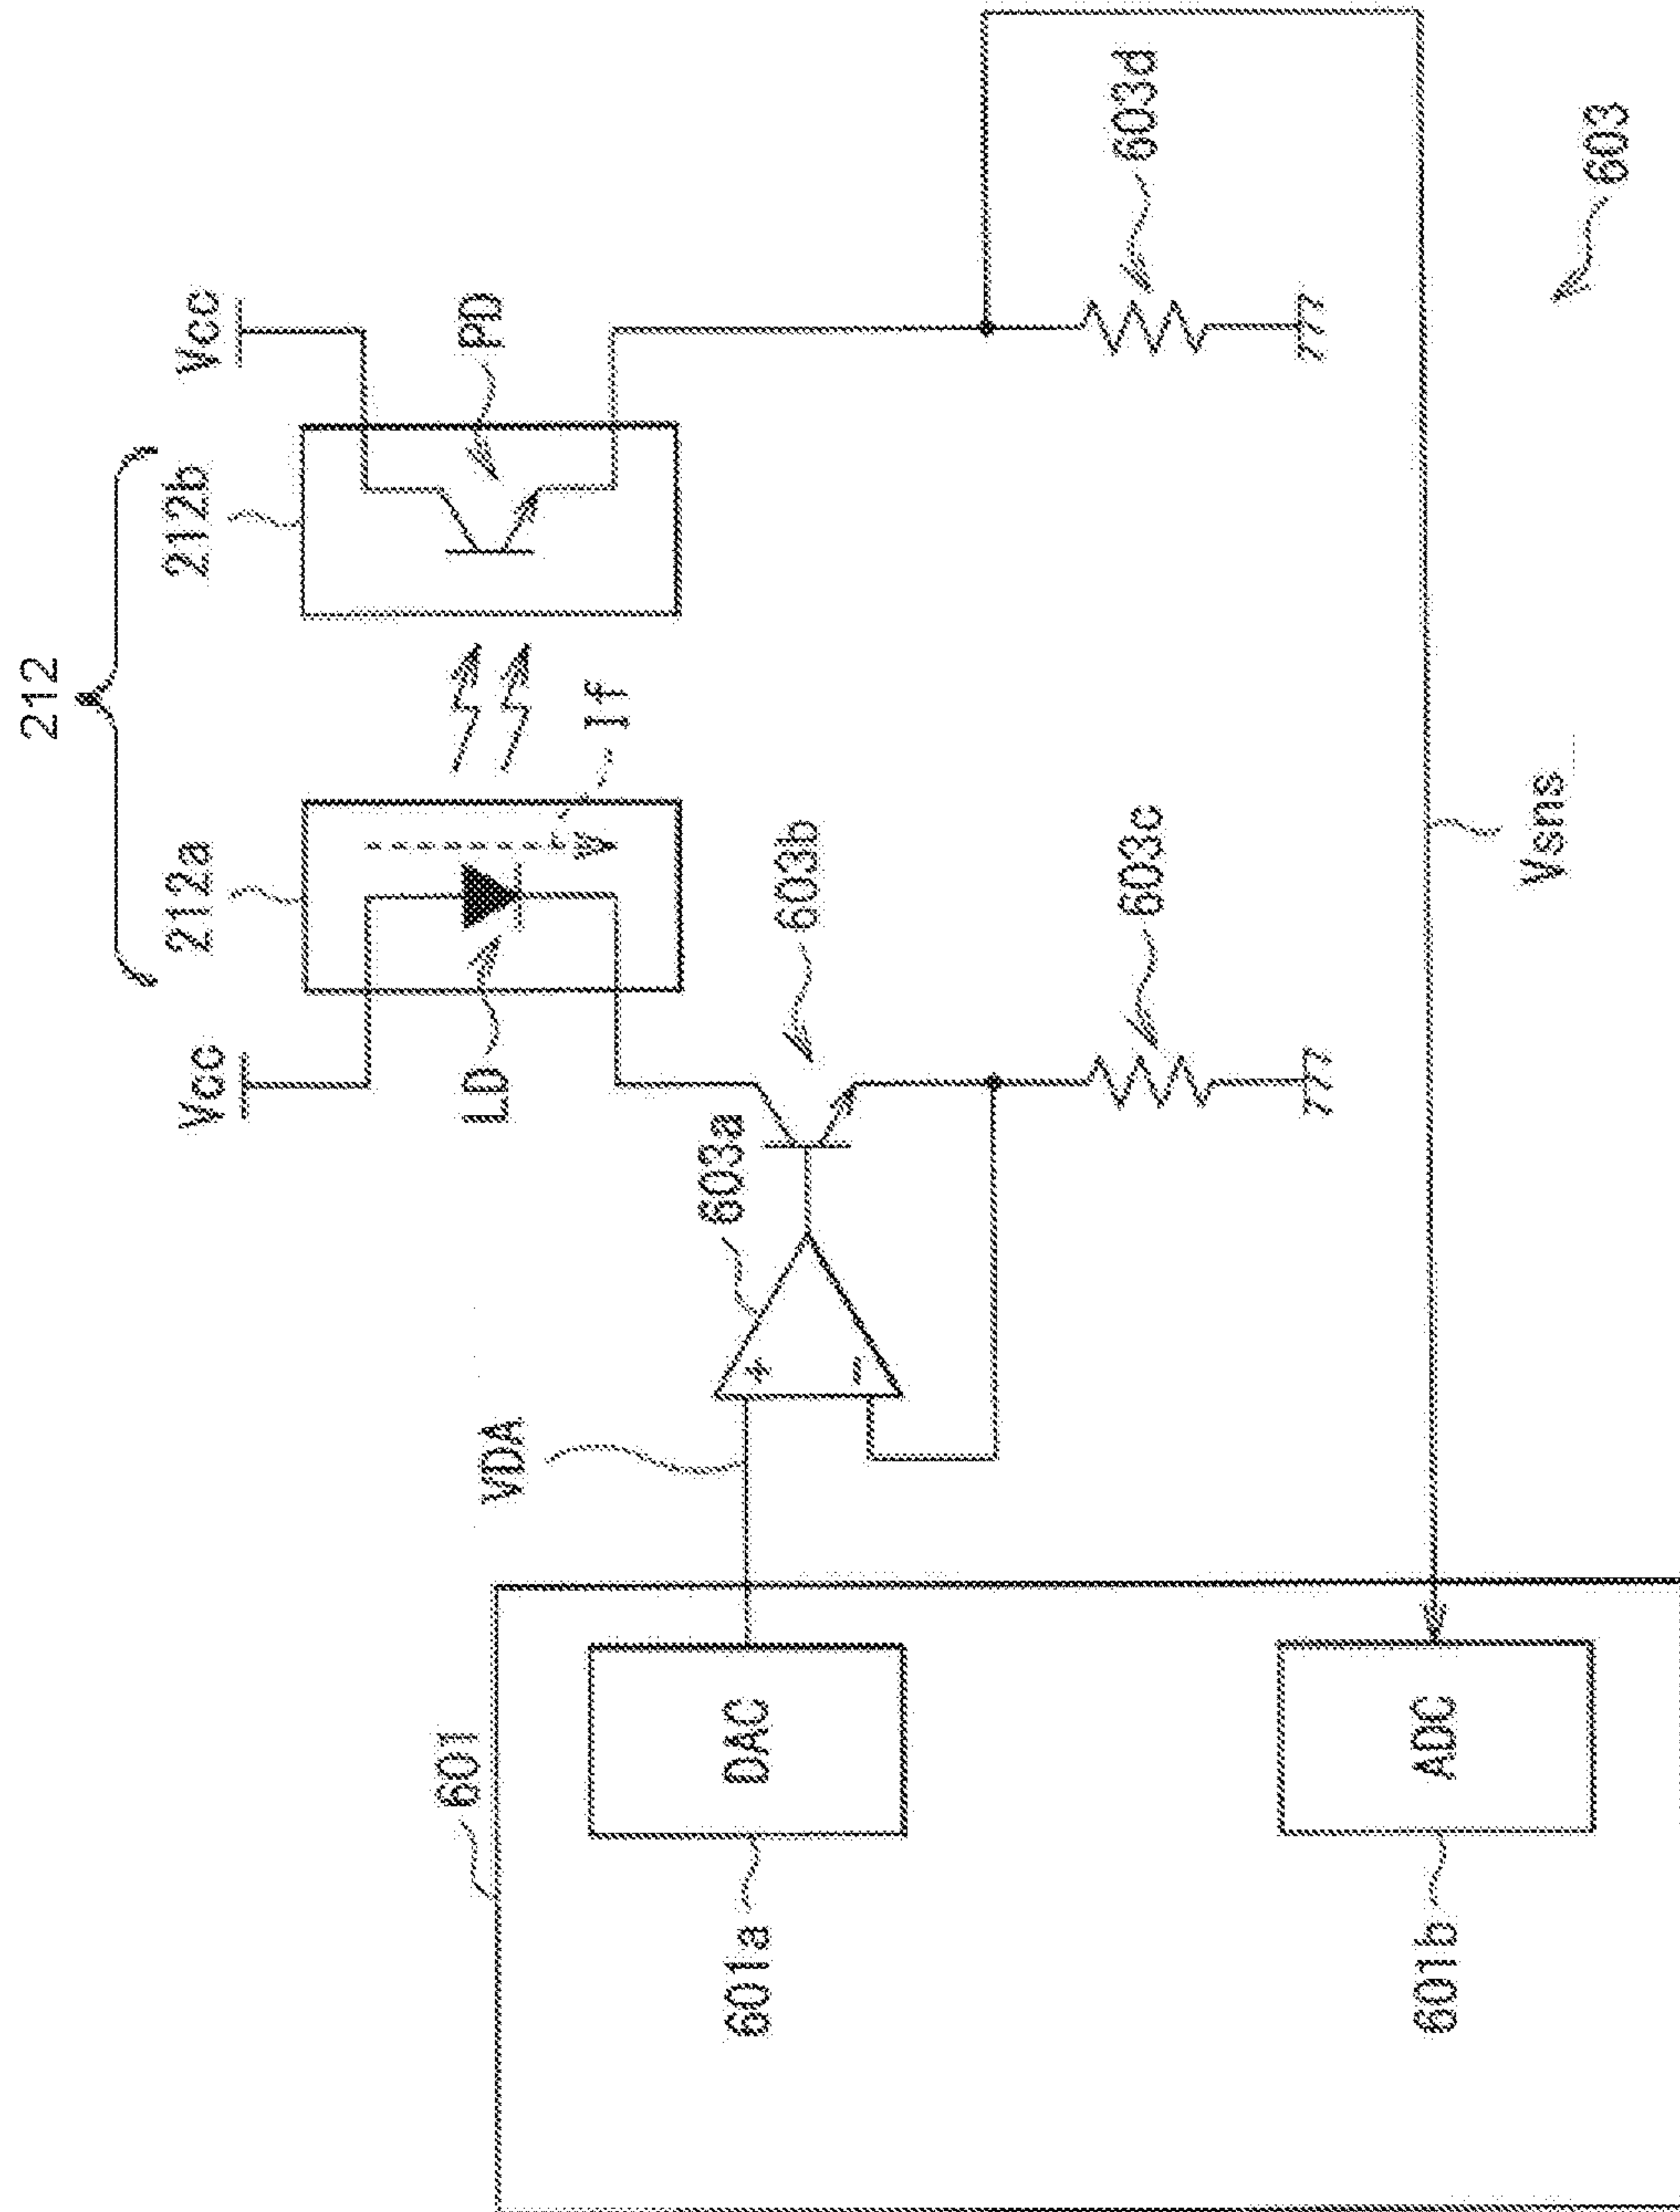 212
212a
212b
Vcc
Vcc
LD
PD
If
601
VDA
603a
603b
+
-
DAC
601a
603c
603d
ADC
601b
Vsns
603